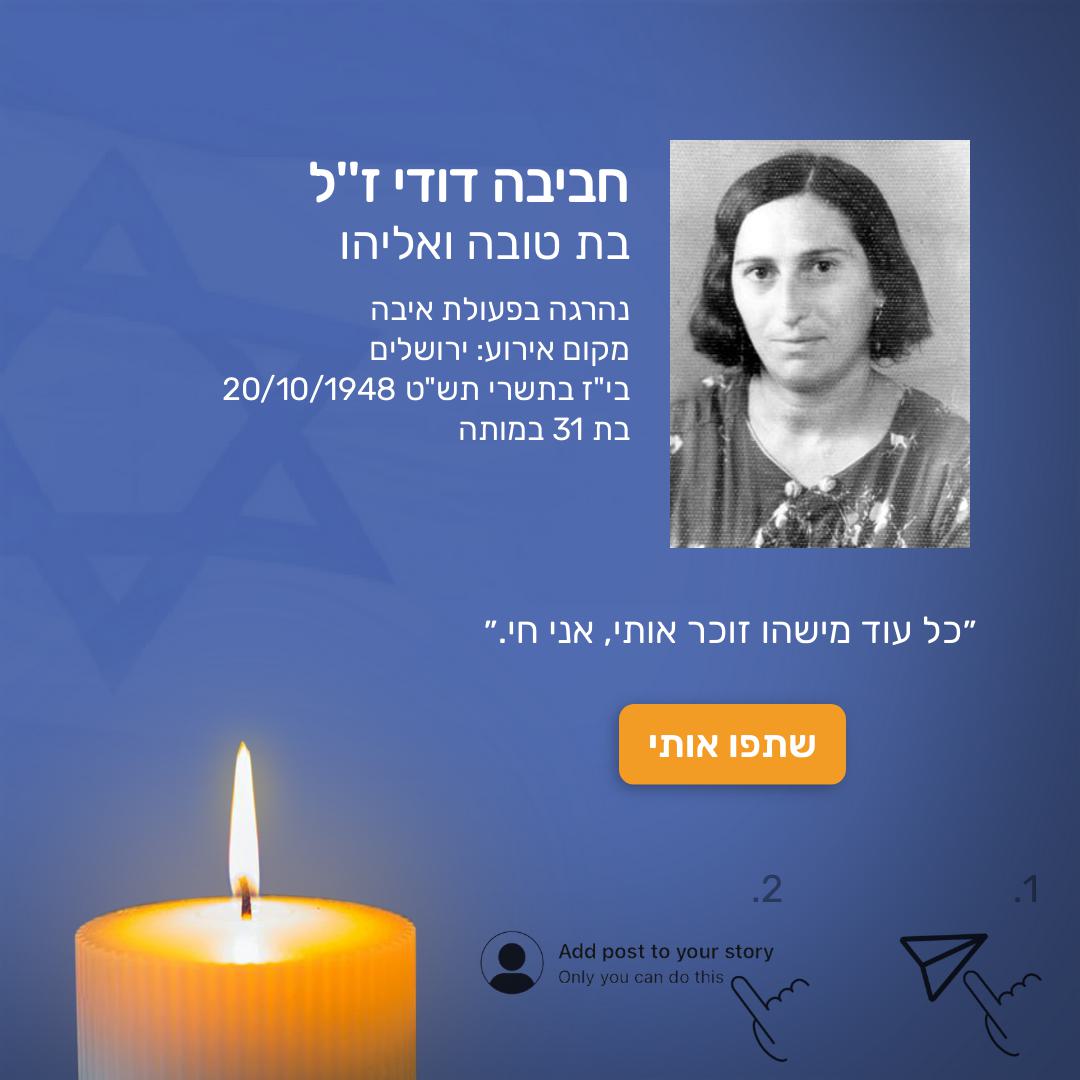 חביבה דודי ז"ל
בת טובה ואליהו
נהרגה בפעולת איבה
מקום אירוע: ירושלים
בי"ז בתשרי תש"ט 20/10/1948
בת 31 במותה
״כל עוד מישהו זוכר אותי, אני חי.״
שתפו אותי
1.
2.
Add post to your story
Only you can do this